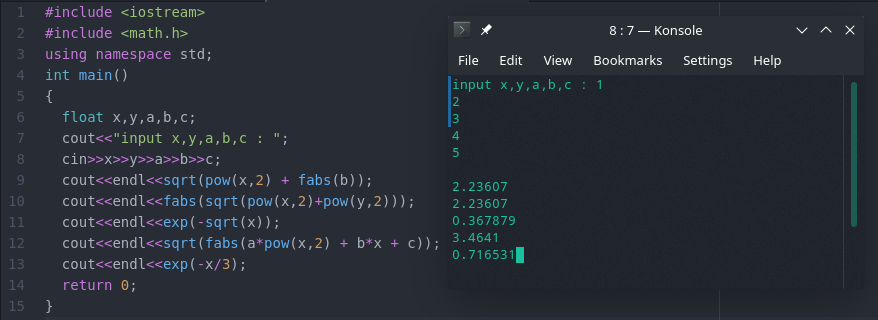 1 #include <iostream>
2 #include <math.h>
3 using namespace std;
4 int main()
5 {
6   float x,y,a,b,c;
7   cout<<"input x,y,a,b,c : ";
8   cin>>x>>y>>a>>b>>c;
9   cout<<endl<<sqrt(pow(x,2) + fabs(b));
10   cout<<endl<<fabs(sqrt(pow(x,2)+pow(y,2)));
11   cout<<endl<<exp(-sqrt(x));
12   cout<<endl<<sqrt(fabs(a*pow(x,2) + b*x + c));
13   cout<<endl<<exp(-x/3);
14   return 0;
15 }
8 : 7 — Konsole
File Edit View Bookmarks Settings Help
input x,y,a,b,c : 1
2
3
4
5
2.23607
2.23607
0.367879
3.4641
0.716531